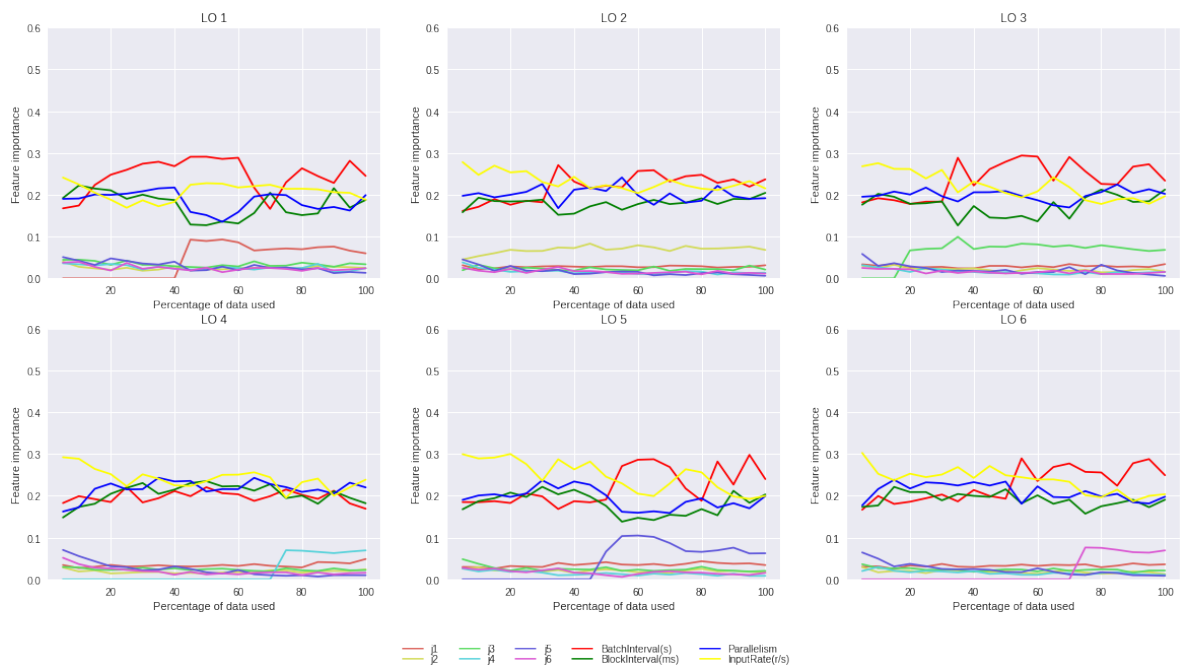 LO 1
LO 2
LO 3
0.6
0.5
0.4
0.3
0.2
0.1
0.0
Feature importance
20 40 60 80 100
Percentage of data used
0.6
0.5
0.4
0.3
0.2
0.1
0.0
Feature importance
20 40 60 80 100
Percentage of data used
0.6
0.5
0.4
0.3
0.2
0.1
0.0
Feature importance
20 40 60 80 100
Percentage of data used
LO 4
LO 5
LO 6
0.6
0.5
0.4
0.3
0.2
0.1
0.0
Feature importance
20 40 60 80 100
Percentage of data used
0.6
0.5
0.4
0.3
0.2
0.1
0.0
Feature importance
20 40 60 80 100
Percentage of data used
0.6
0.5
0.4
0.3
0.2
0.1
0.0
Feature importance
20 40 60 80 100
Percentage of data used
j1 j3 j5 BatchInterval(s) Parallelism
j2 j4 j6 BlockInterval(ms) InputRate(r/s)